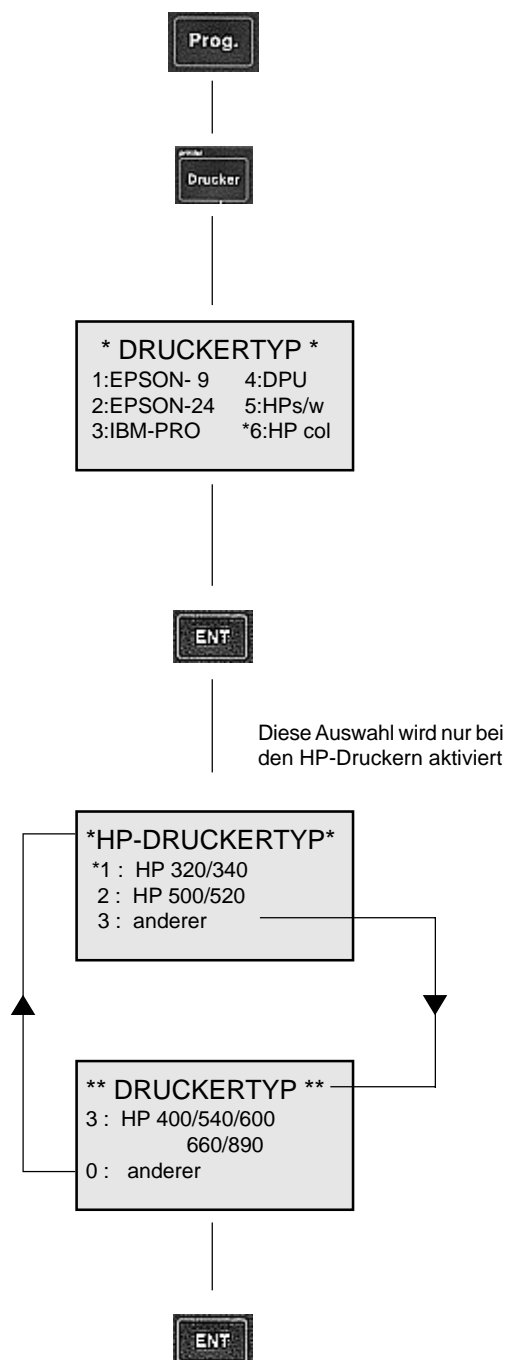 Prog.
Drucker
* DRUCKERTYP *
1:EPSON- 9 4:DPU
2:EPSON-24 5:HPs/w
3:IBM-PRO *6:HP col
ENT
Diese Auswahl wird nur bei
den HP-Druckern aktiviert
*HP-DRUCKERTYP*
*1 : HP 320/340
2 : HP 500/520
3 : anderer
** DRUCKERTYP **
3 : HP 400/540/600
660/890
0 : anderer
ENT